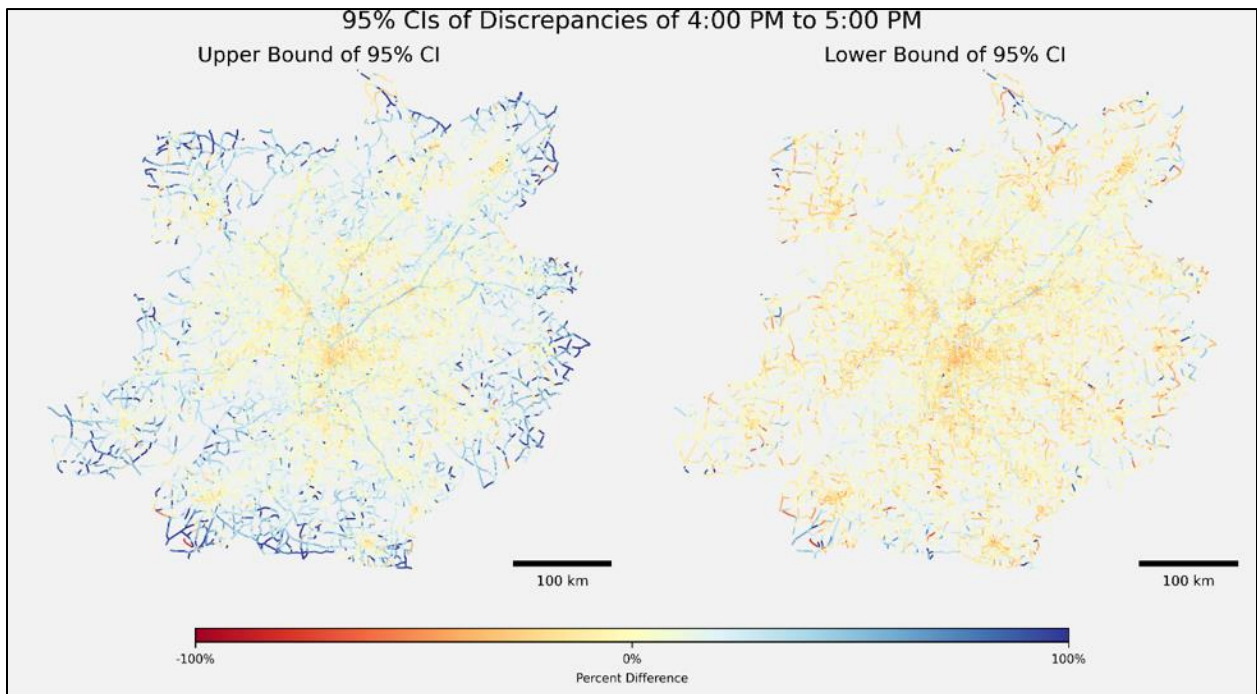 95% CIs of Discrepancies of 4:00 PM to 5:00 PM
Upper Bound of 95% CI
Lower Bound of 95% CI
100 km
100 km
-100%
0%
100%
Percent Difference